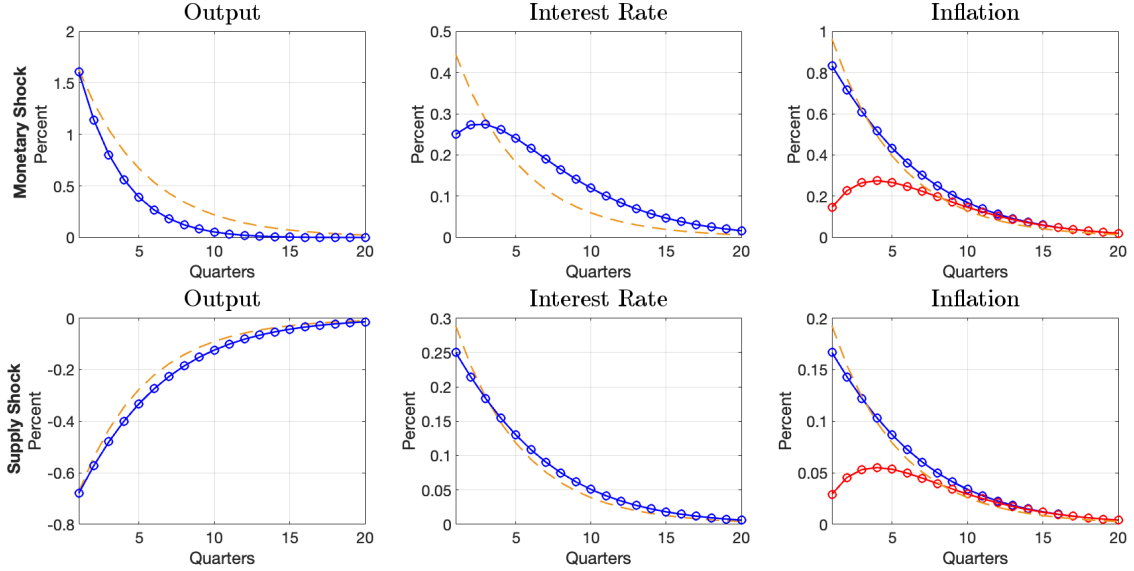 Output
Interest Rate
Inflation
Monetary Shock
Percent
2
1.5
1
0.5
0
5
10
15
20
Quarters
Percent
0.5
0.4
0.3
0.2
0.1
0
5
10
15
20
Quarters
Percent
1
0.8
0.6
0.4
0.2
0
5
10
15
20
Quarters
Output
Interest Rate
Inflation
Supply Shock
Percent
0
-0.2
-0.4
-0.6
-0.8
5
10
15
20
Quarters
Percent
0.3
0.25
0.2
0.15
0.1
0.05
0
5
10
15
20
Quarters
Percent
0.2
0.15
0.1
0.05
0
5
10
15
20
Quarters